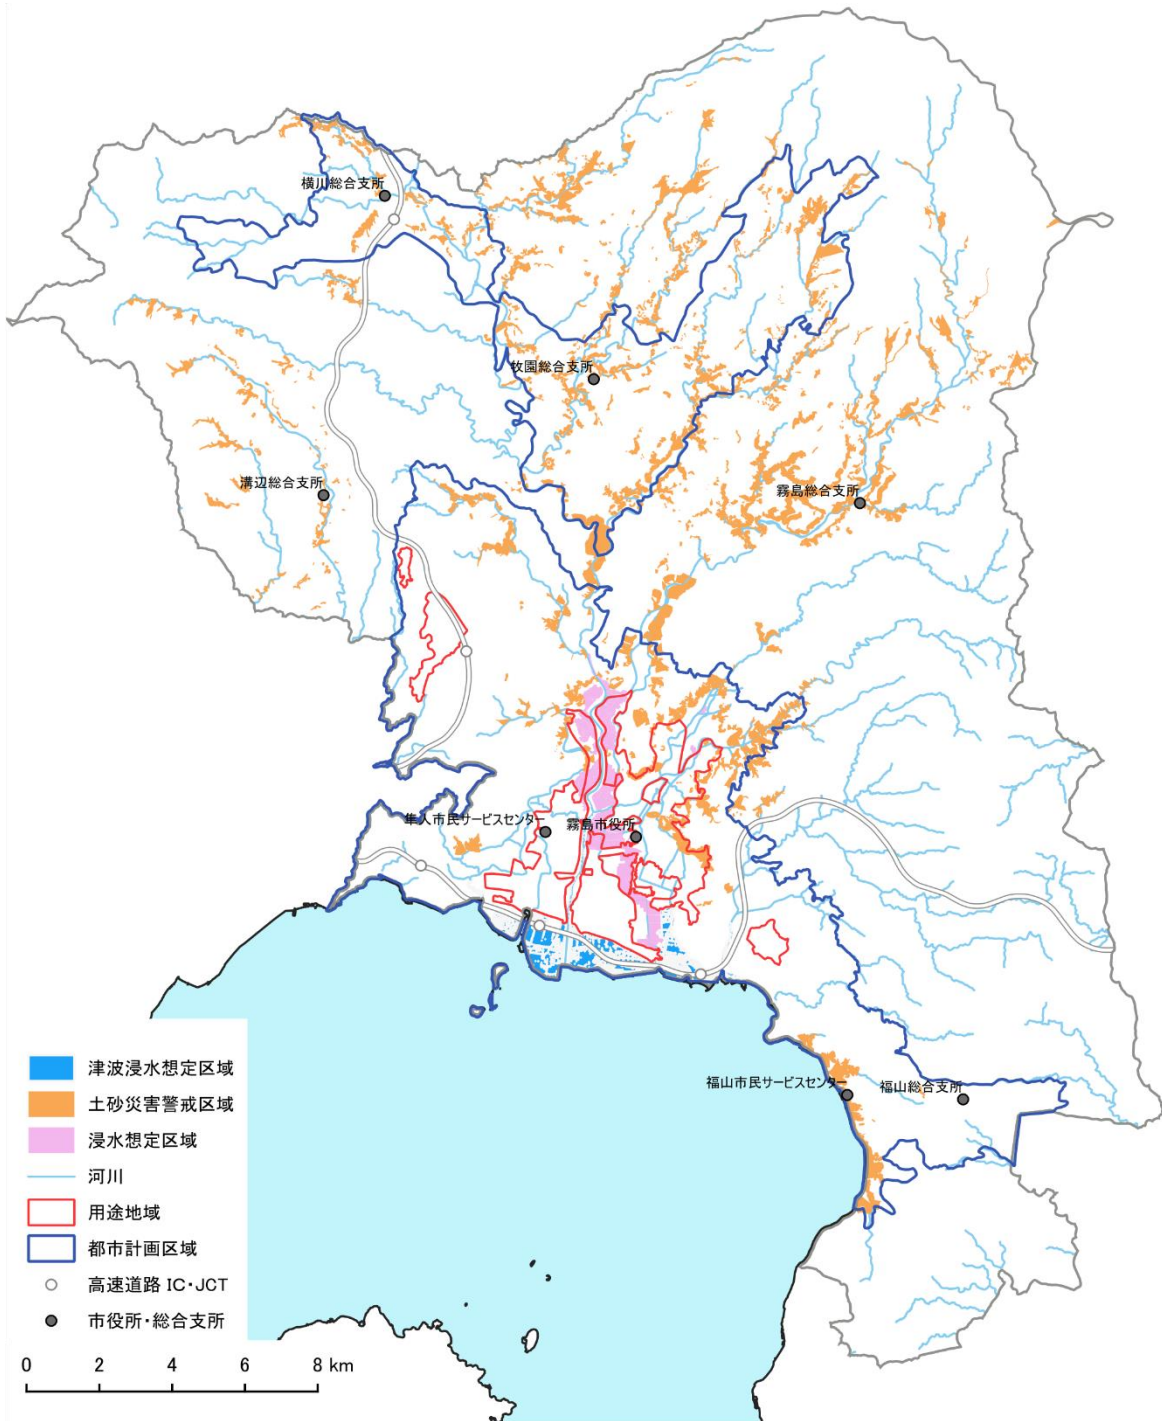 横川総合支所
牧園総合支所
溝辺総合支所
霧島総合支所
隼人市民サービスセンター
霧島市役所
福山市民サービスセンター
福山総合支所
津波浸水想定区域
土砂災害警戒区域
浸水想定区域
河川
用途地域
都市計画区域
高速道路 IC・JCT
市役所・総合支所
0 2 4 6 8 km